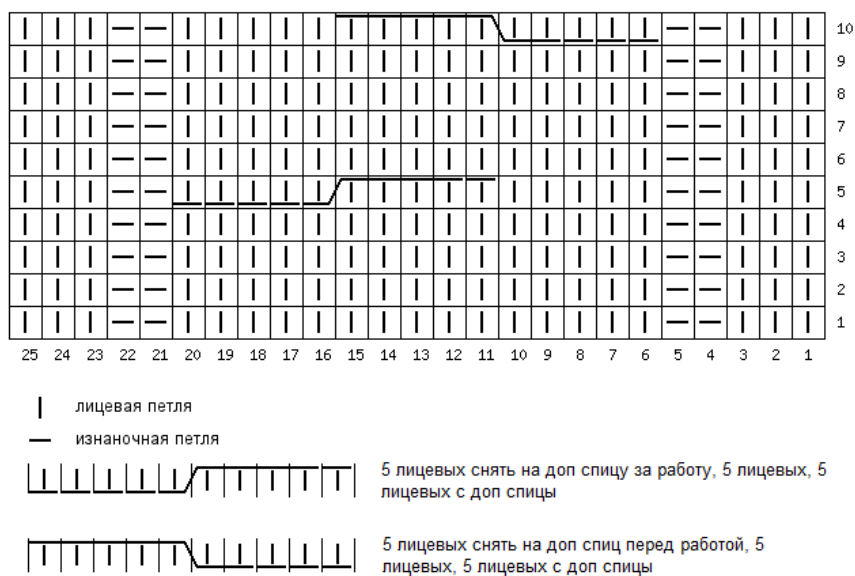 10
9
8
7
6
5
4
3
2
1
25 24 23 22 21 20 19 18 17 16 15 14 13 12 11 10 9 8 7 6 5 4 3 2 1
лицевая петля
изнаночная петля
5 лицевых снять на доп спицу за работу, 5 лицевых, 5
лицевых с доп спицы
5 лицевых снять на доп спиц перед работой, 5
лицевых, 5 лицевых с доп спицы